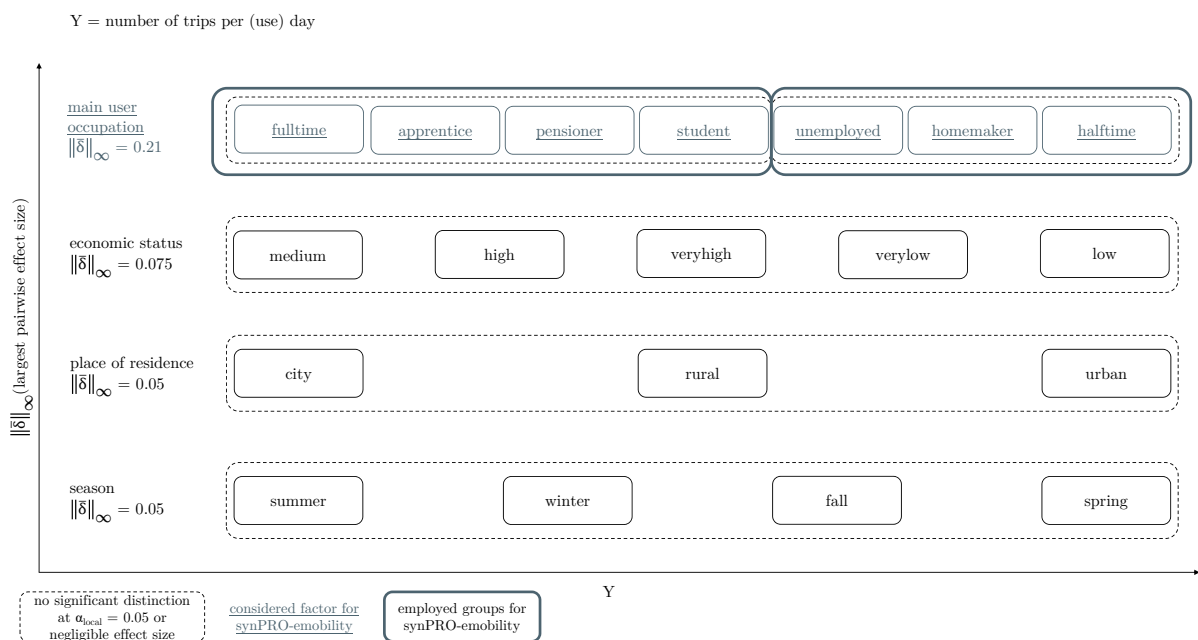 Y = number of trips per (use) day
main user
occupation
‖δ̄‖∞ = 0.21
fulltime
apprentice
pensioner
student
unemployed
homemaker
halftime
economic status
‖δ̄‖∞ = 0.075
medium
high
veryhigh
verylow
low
place of residence
‖δ̄‖∞ = 0.05
city
rural
urban
season
‖δ̄‖∞ = 0.05
summer
winter
fall
spring
‖δ̄‖∞(largest pairwise effect size)
Y
no significant distinction
at αlocal = 0.05 or
negligible effect size
considered factor for
synPRO-emobility
employed groups for
synPRO-emobility